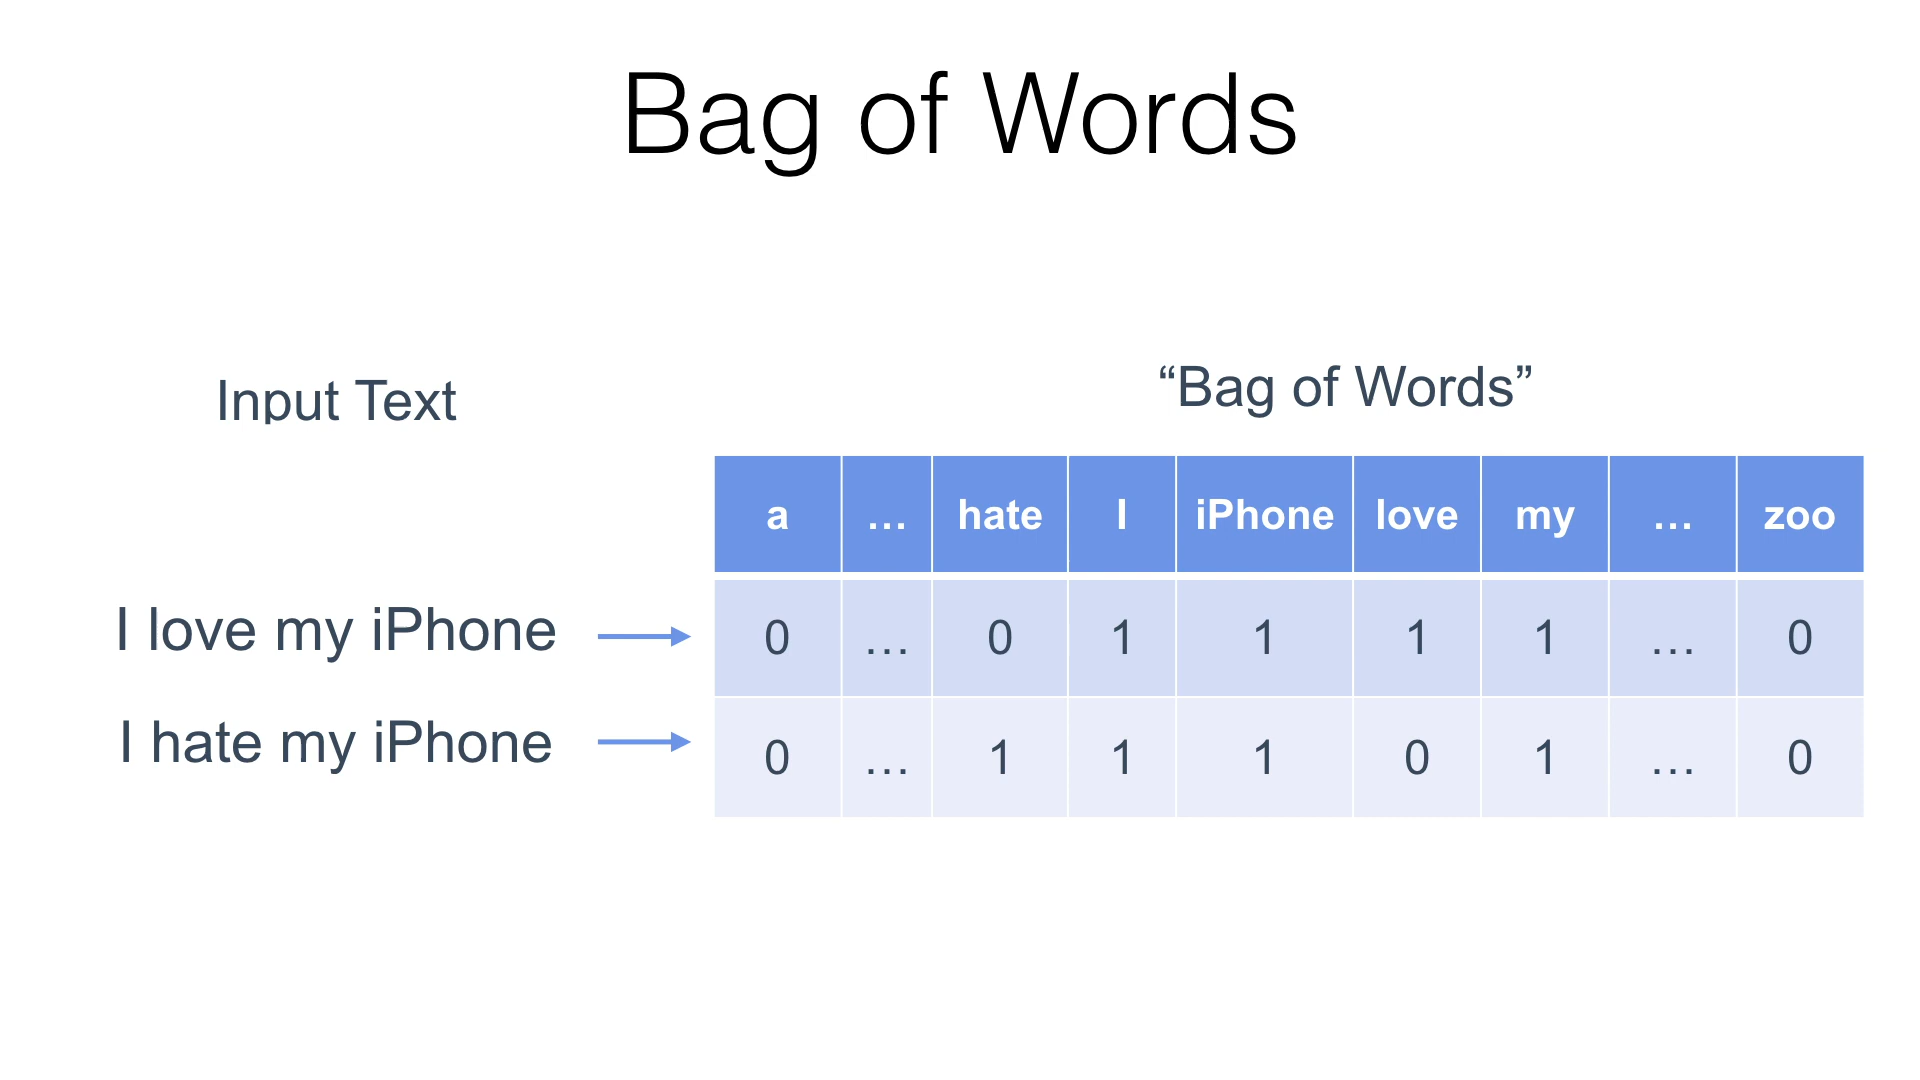 Bag of Words
Input Text
“Bag of Words”
a … hate I iPhone love my … zoo
I love my iPhone 0 … 0 1 1 1 1 … 0
I hate my iPhone 0 … 1 1 1 0 1 … 0